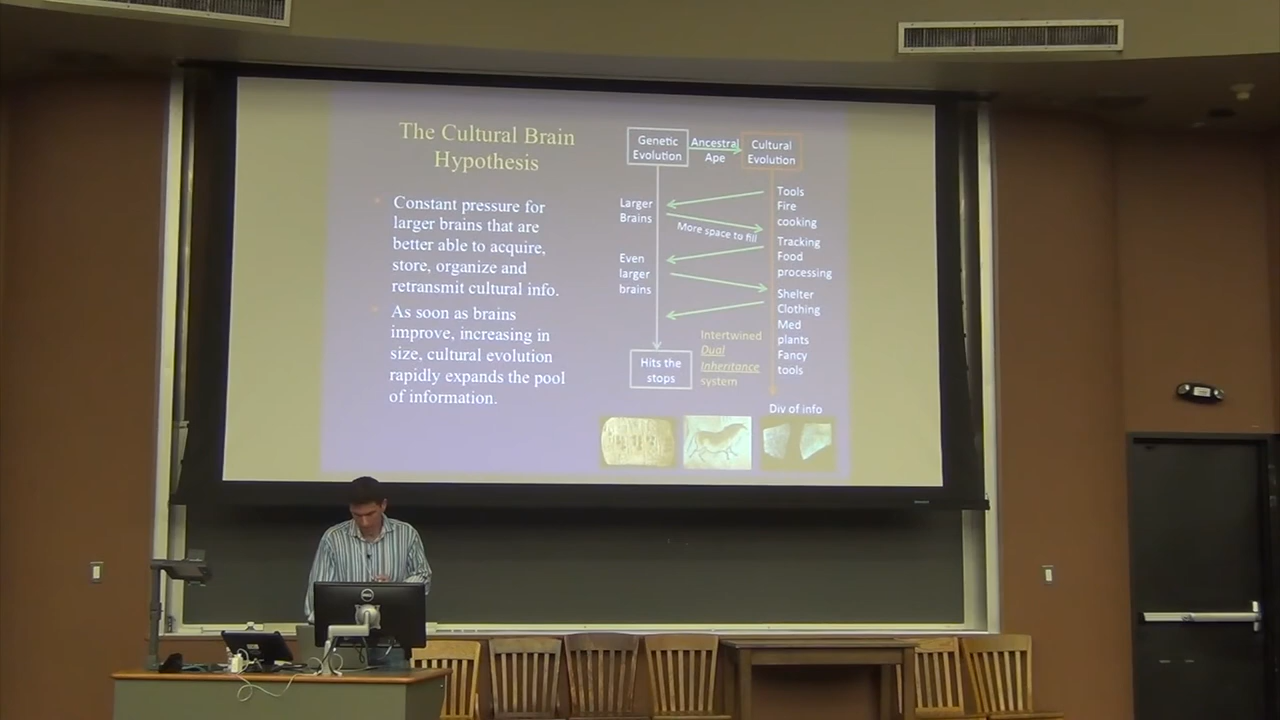 The Cultural Brain
Hypothesis
Constant pressure for
larger brains that are
better able to acquire,
store, organize and
retransmit cultural info.
As soon as brains
improve, increasing in
size, cultural evolution
rapidly expands the pool
of information.
Genetic
Evolution
Ancestral
Ape
Cultural
Evolution
Larger
Brains
More space to fill
Even
larger
brains
Hits the
stops
Tools
Fire
cooking
Tracking
Food
processing
Shelter
Clothing
Med
plants
Fancy
tools
Intertwined
Dual
Inheritance
system
Div of info
DELL